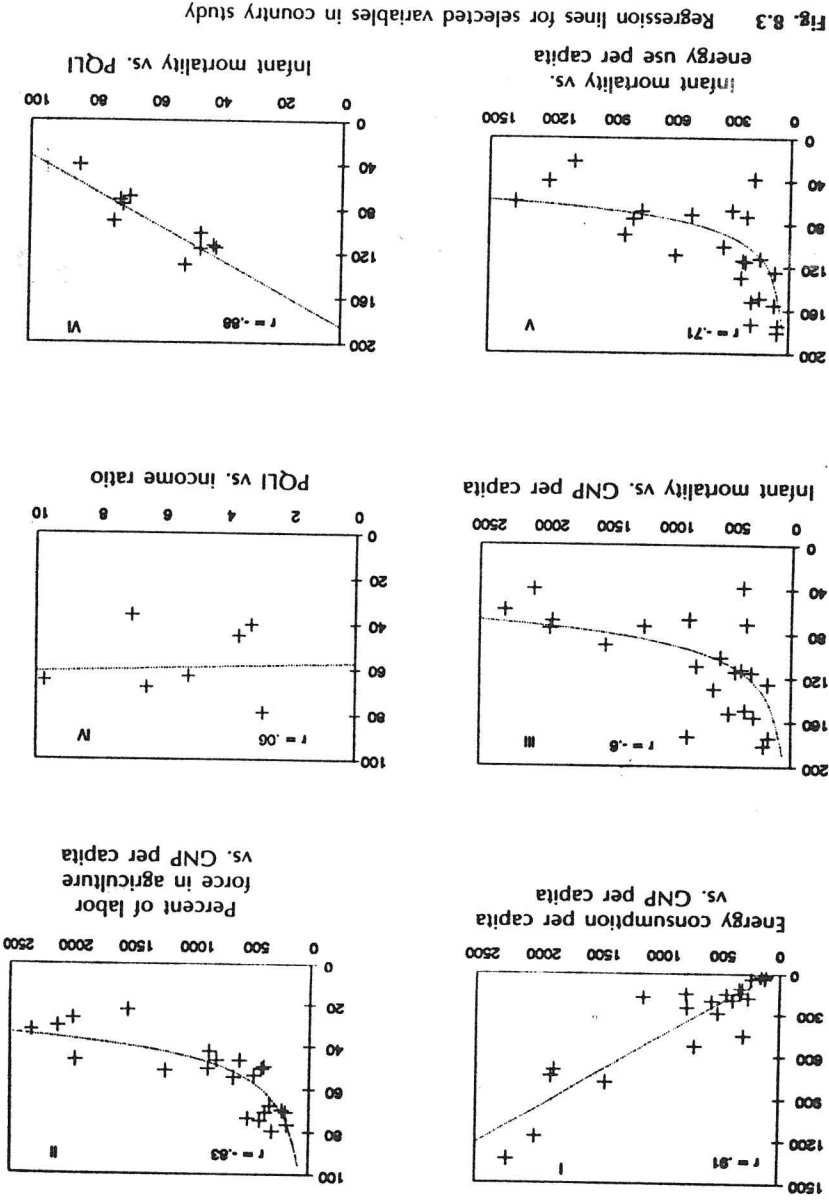 1500
1200
900
600
300
0
r = .91
I
0 500 1000 1500 2000 2500
Energy consumption per capita
vs. GNP per capita
100
80
60
40
20
0
r = -.83
II
0 500 1000 1500 2000 2500
Percent of labor
force in agriculture
vs. GNP per capita
200
160
120
80
40
0
r = -.6
III
0 500 1000 1500 2000 2500
Infant mortality vs. GNP per capita
100
80
60
40
20
0
r = .06
IV
0 2 4 6 8 10
PQLI vs. income ratio
200
160
120
80
40
0
r = -.71
V
0 300 600 900 1200 1500
Infant mortality vs.
energy use per capita
200
160
120
80
40
0
r = -.88
VI
0 20 40 60 80 100
Infant mortality vs. PQLI
Fig. 8.3 Regression lines for selected variables in country study